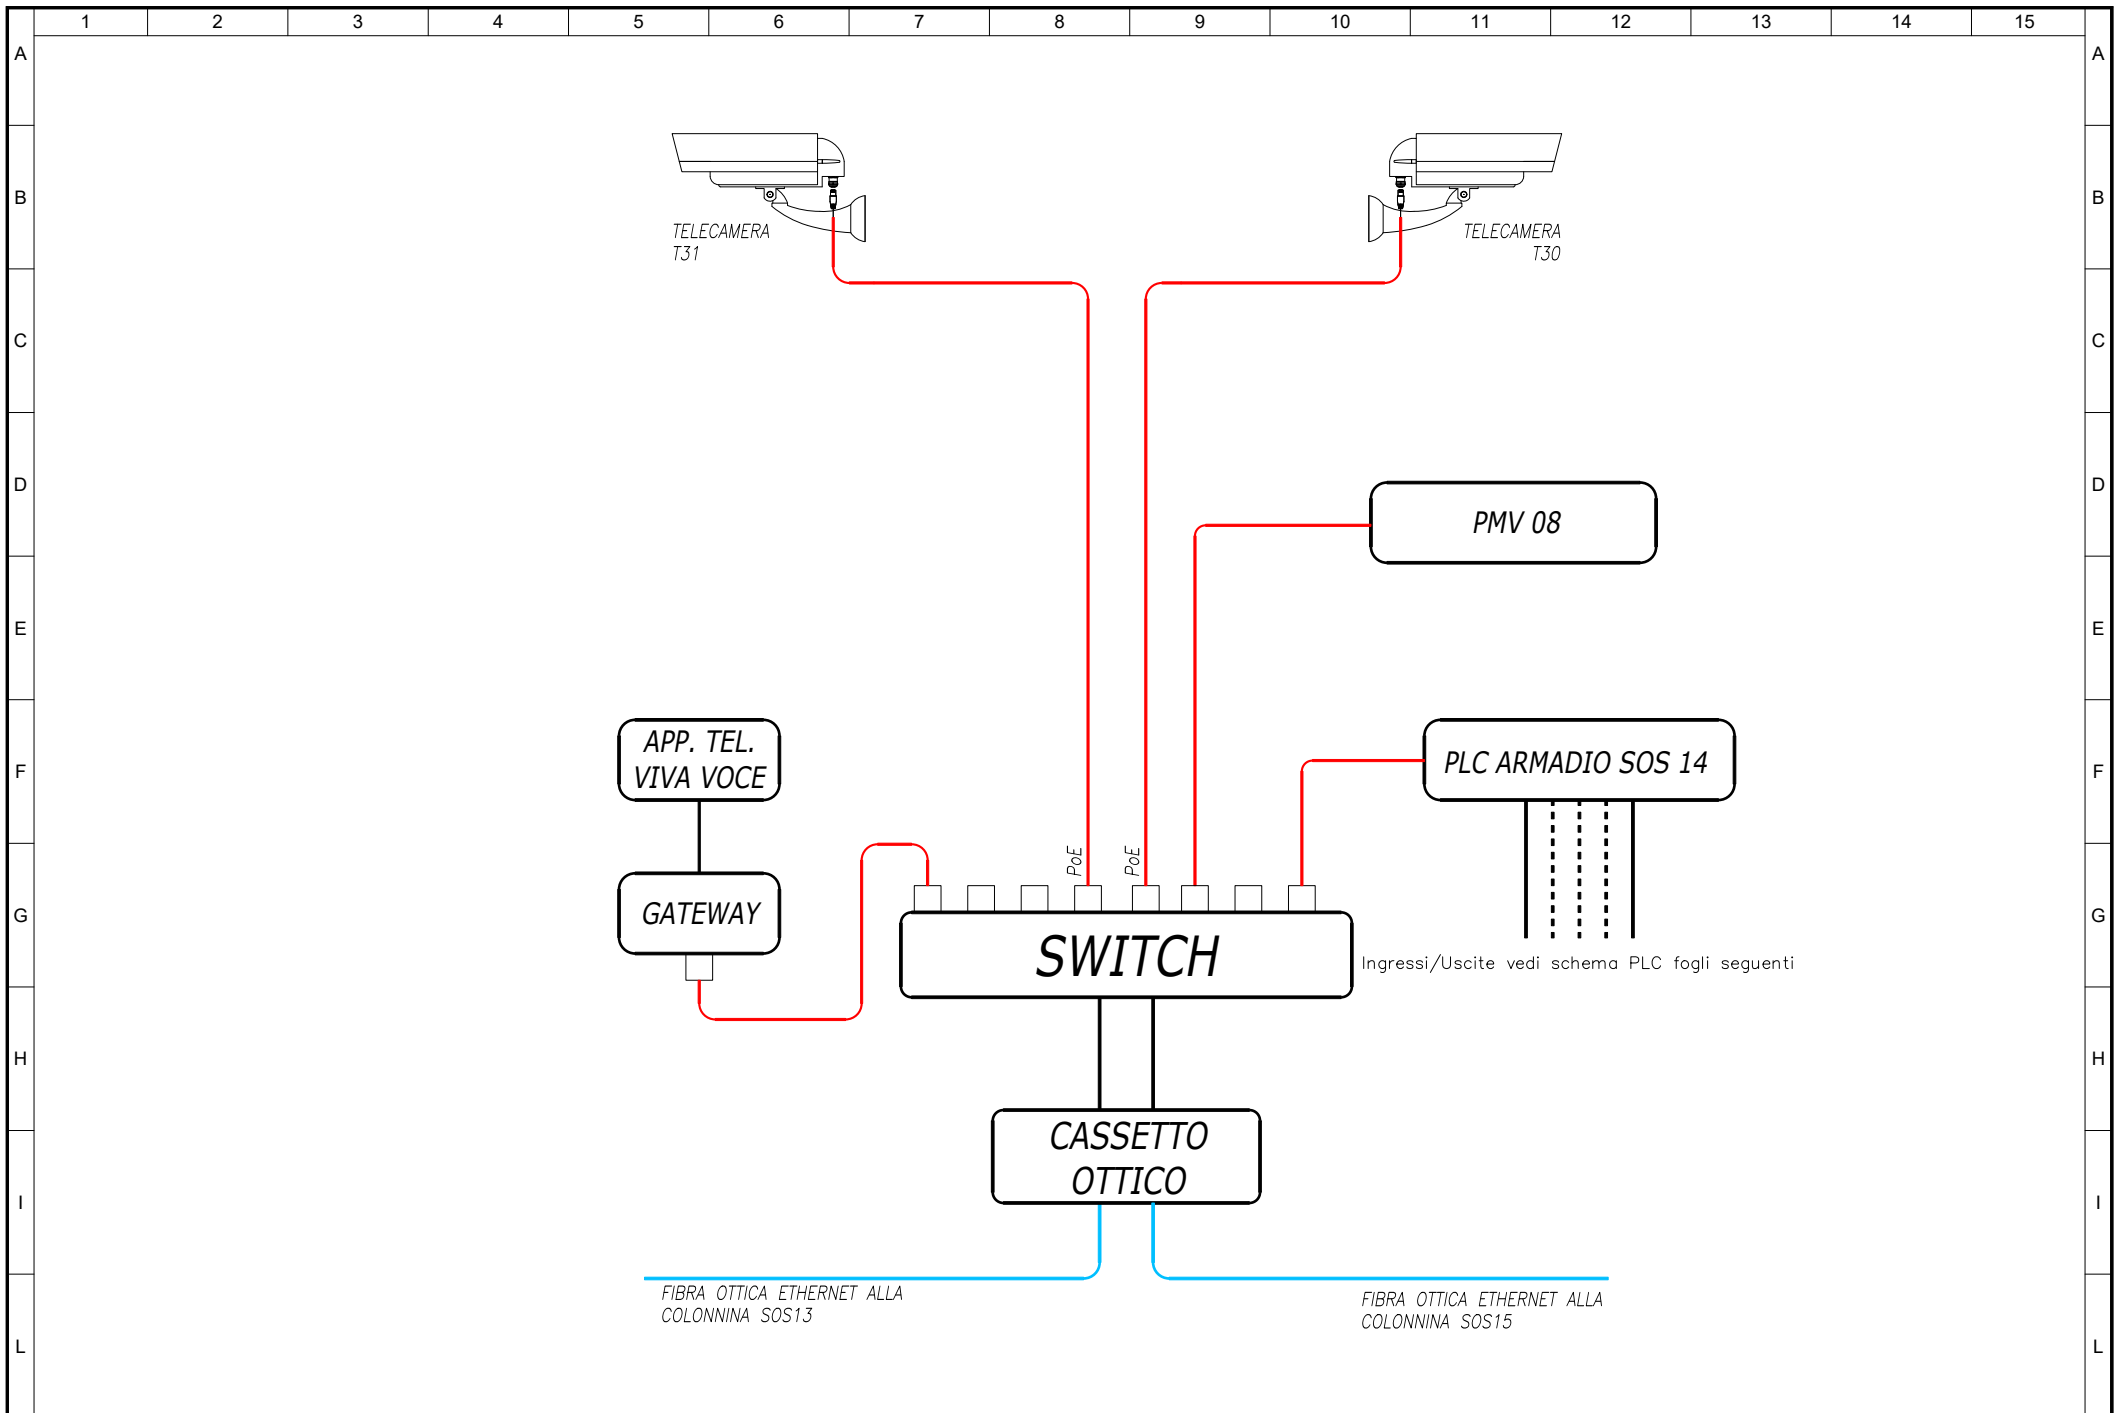 1 2 3 4 5 6 7 8 9 10 11 12 13 14 15
A A
B B
TELECAMERA
T31
TELECAMERA
T30
C C
D D
PMV 08
E E
APP. TEL.
VIVA VOCE
PLC ARMADIO SOS 14
F F
PoE PoE
GATEWAY
G G
SWITCH
Ingressi/Uscite vedi schema PLC fogli seguenti
H H
CASSETTO
OTTICO
I I
FIBRA OTTICA ETHERNET ALLA
COLONNINA SOS13
FIBRA OTTICA ETHERNET ALLA
COLONNINA SOS15
L L